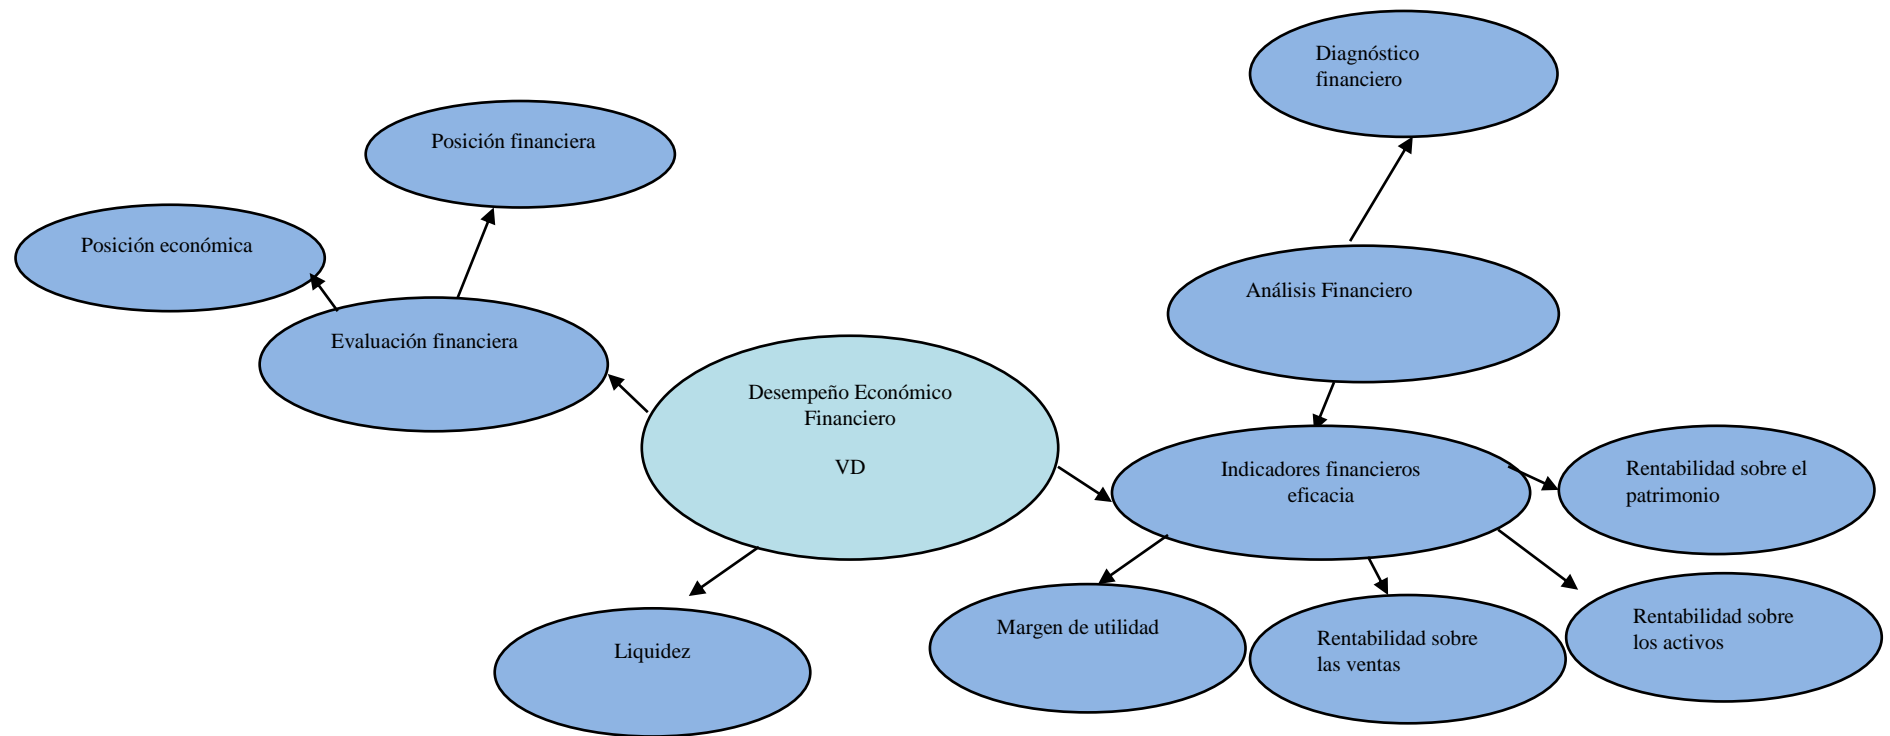 Diagnóstico
financiero
Posición financiera
Posición económica
Análisis Financiero
Evaluación financiera
Desempeño Económico
Financiero
VD
Indicadores financieros
eficacia
Rentabilidad sobre el
patrimonio
Liquidez
Margen de utilidad
Rentabilidad sobre
las ventas
Rentabilidad sobre
los activos